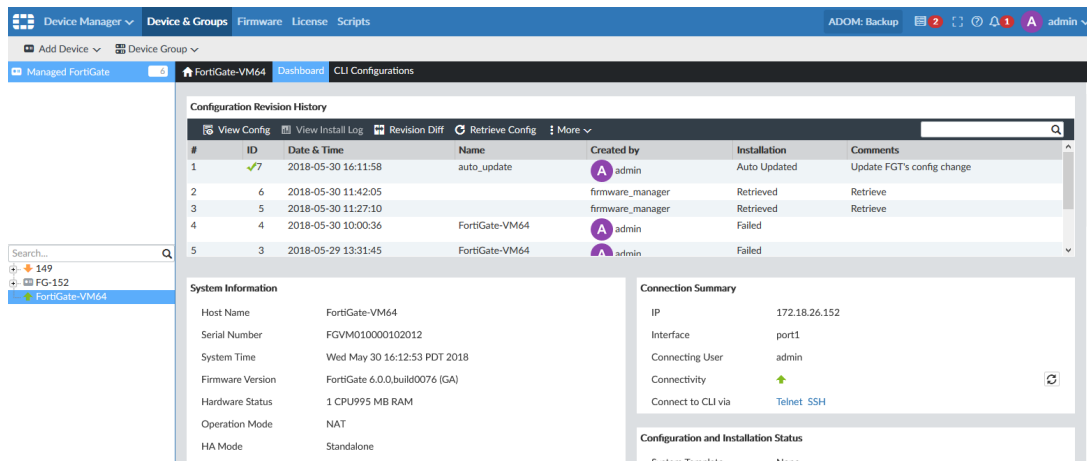 Device Manager Device & Groups Firmware License Scripts ADOM: Backup 2 1 A admin
Add Device Device Group
Managed FortiGate 6 FortiGate-VM64 Dashboard CLI Configurations
Configuration Revision History
View Config View Install Log Revision Diff Retrieve Config More
# ID Date & Time Name Created by Installation Comments
1 7 2018-05-30 16:11:58 auto_update A admin Auto Updated Update FGT's config change
2 6 2018-05-30 11:42:05 firmware_manager Retrieved Retrieve
3 5 2018-05-30 11:27:10 firmware_manager Retrieved Retrieve
4 4 2018-05-30 10:00:36 FortiGate-VM64 A admin Failed
5 3 2018-05-29 13:31:45 FortiGate-VM64 A admin Failed
Search...
149
FG-152
FortiGate-VM64
System Information
Host Name FortiGate-VM64
Serial Number FGVM010000102012
System Time Wed May 30 16:12:53 PDT 2018
Firmware Version FortiGate 6.0.0,build0076 (GA)
Hardware Status 1 CPU995 MB RAM
Operation Mode NAT
HA Mode Standalone
Connection Summary
IP 172.18.26.152
Interface port1
Connecting User admin
Connectivity
Connect to CLI via Telnet SSH
Configuration and Installation Status
System Template None